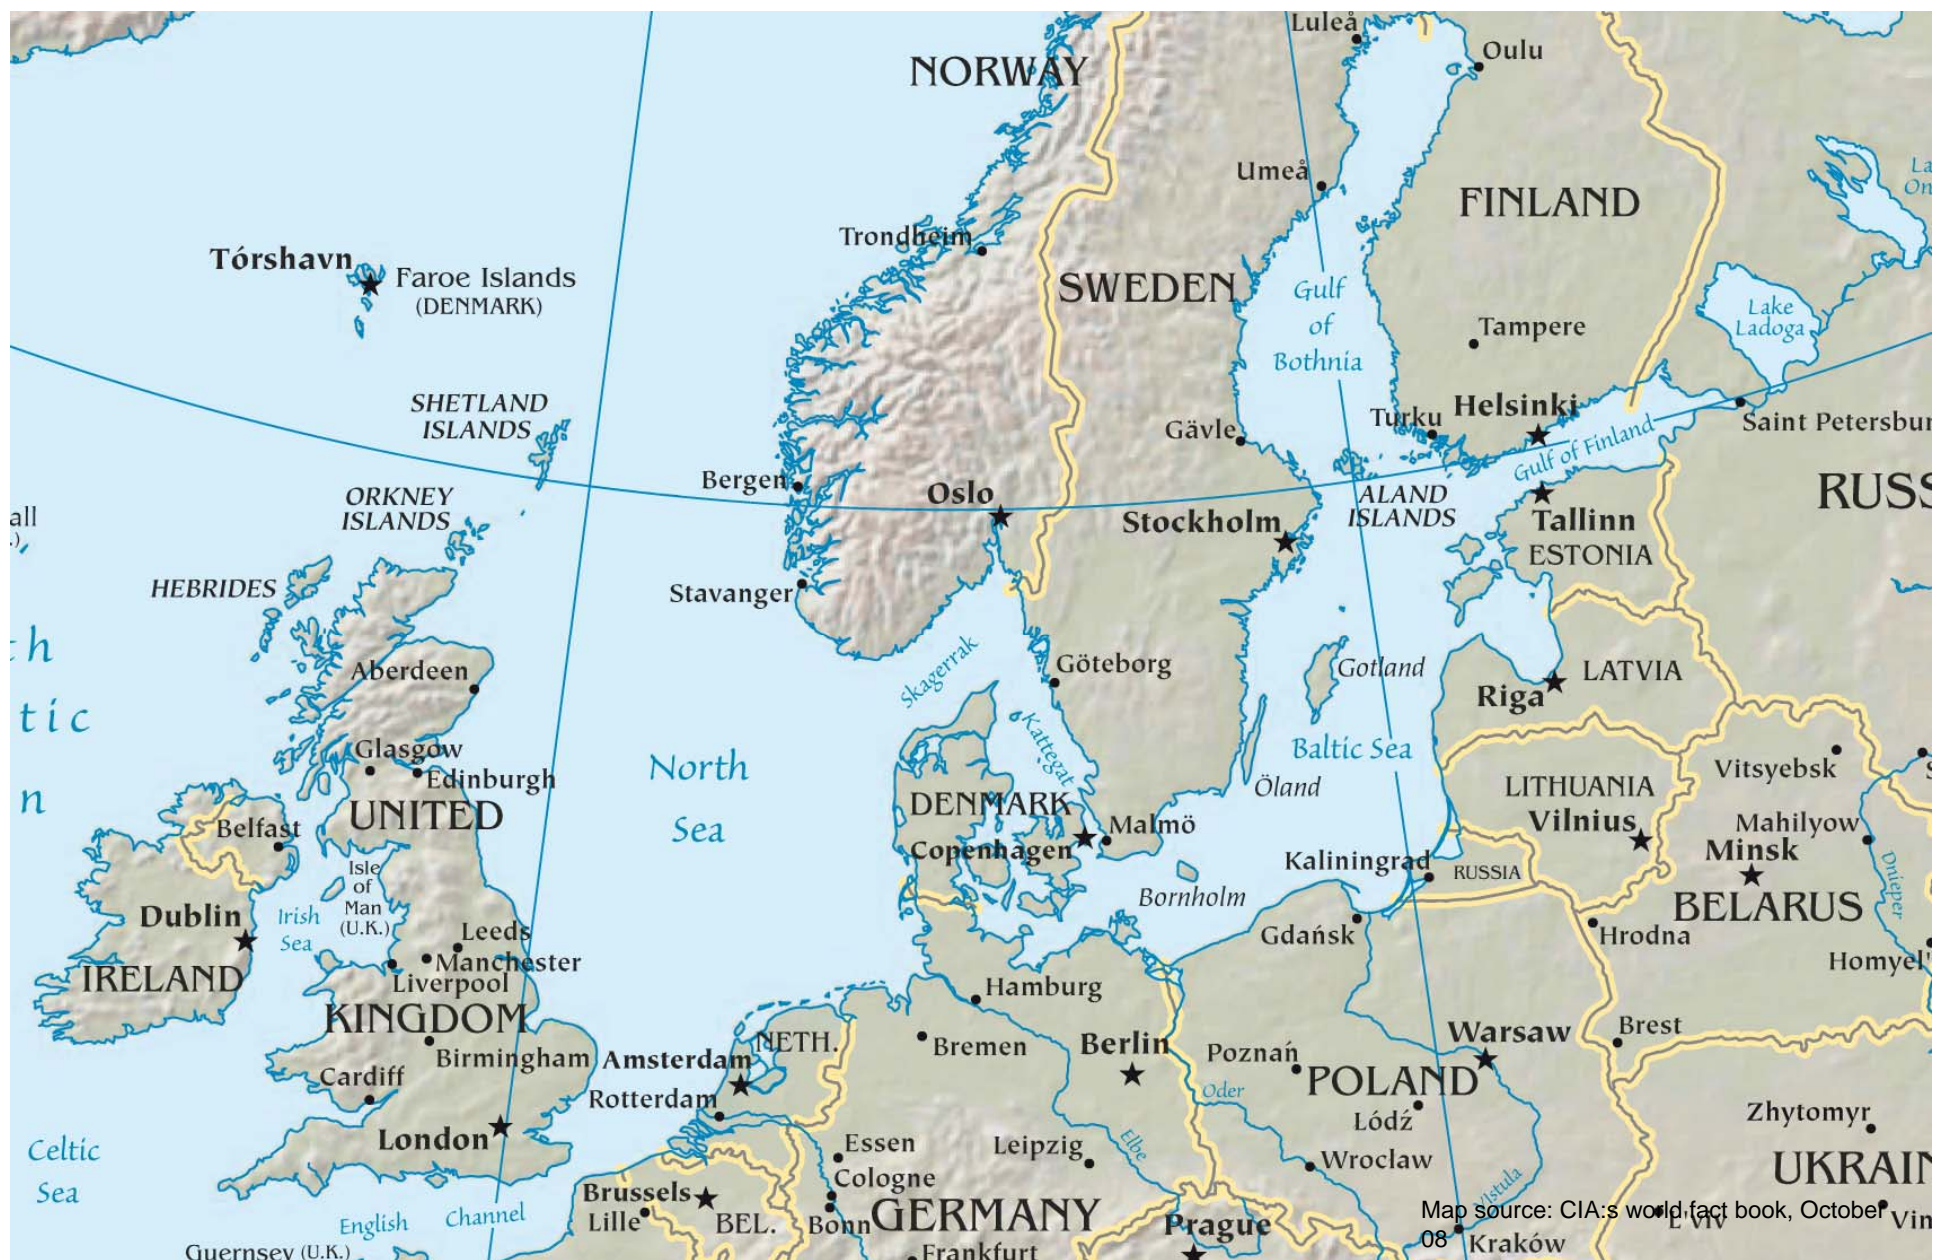 Luleå
Oulu
NORWAY
Umeå
FINLAND
Trondheim
Tórshavn
Faroe Islands
(DENMARK)
SWEDEN
Gulf
of
Bothnia
Lake
Ladoga
Tampere
SHETLAND
ISLANDS
Turku
Helsinki
Gävle
Saint Petersbur
Gulf of Finland
Bergen
Oslo
ORKNEY
ISLANDS
ALAND
ISLANDS
RUSS
Stockholm
Tallinn
ESTONIA
HEBRIDES
Stavanger
Skagerrak
Göteborg
Gotland
LATVIA
Riga
Aberdeen
tic
Kattegat
Glasgow
Edinburgh
North
Sea
Baltic Sea
Öland
Vitsyebsk
LITHUANIA
Vilnius
UNITED
KINGDOM
DENMARK
Copenhagen
Malmö
Mahilyow
Minsk
BELARUS
Dnieper
Belfast
Isle
of
Man
(U.K.)
Kaliningrad
RUSSIA
Bornholm
Dublin
Irish
Sea
IRELAND
Leeds
Manchester
Liverpool
Gdańsk
Hrodna
Homyel'
Hamburg
Birmingham
Amsterdam
NETH.
Bremen
Berlin
Poznań
Warsaw
Brest
Cardiff
Rotterdam
Oder
POLAND
Łódź
London
Zhytomyr
Celtic
Sea
Essen
Cologne
Bonn
Leipzig
Elbe
Wrocław
UKRAIN
Brussels
Lille
BEL.
GERMANY
Vistula
English Channel
Prague
L'viv
Vin
Map source: CIA:s world fact book, October
08
Kraków
Guernsey (U.K.)
Frankfurt